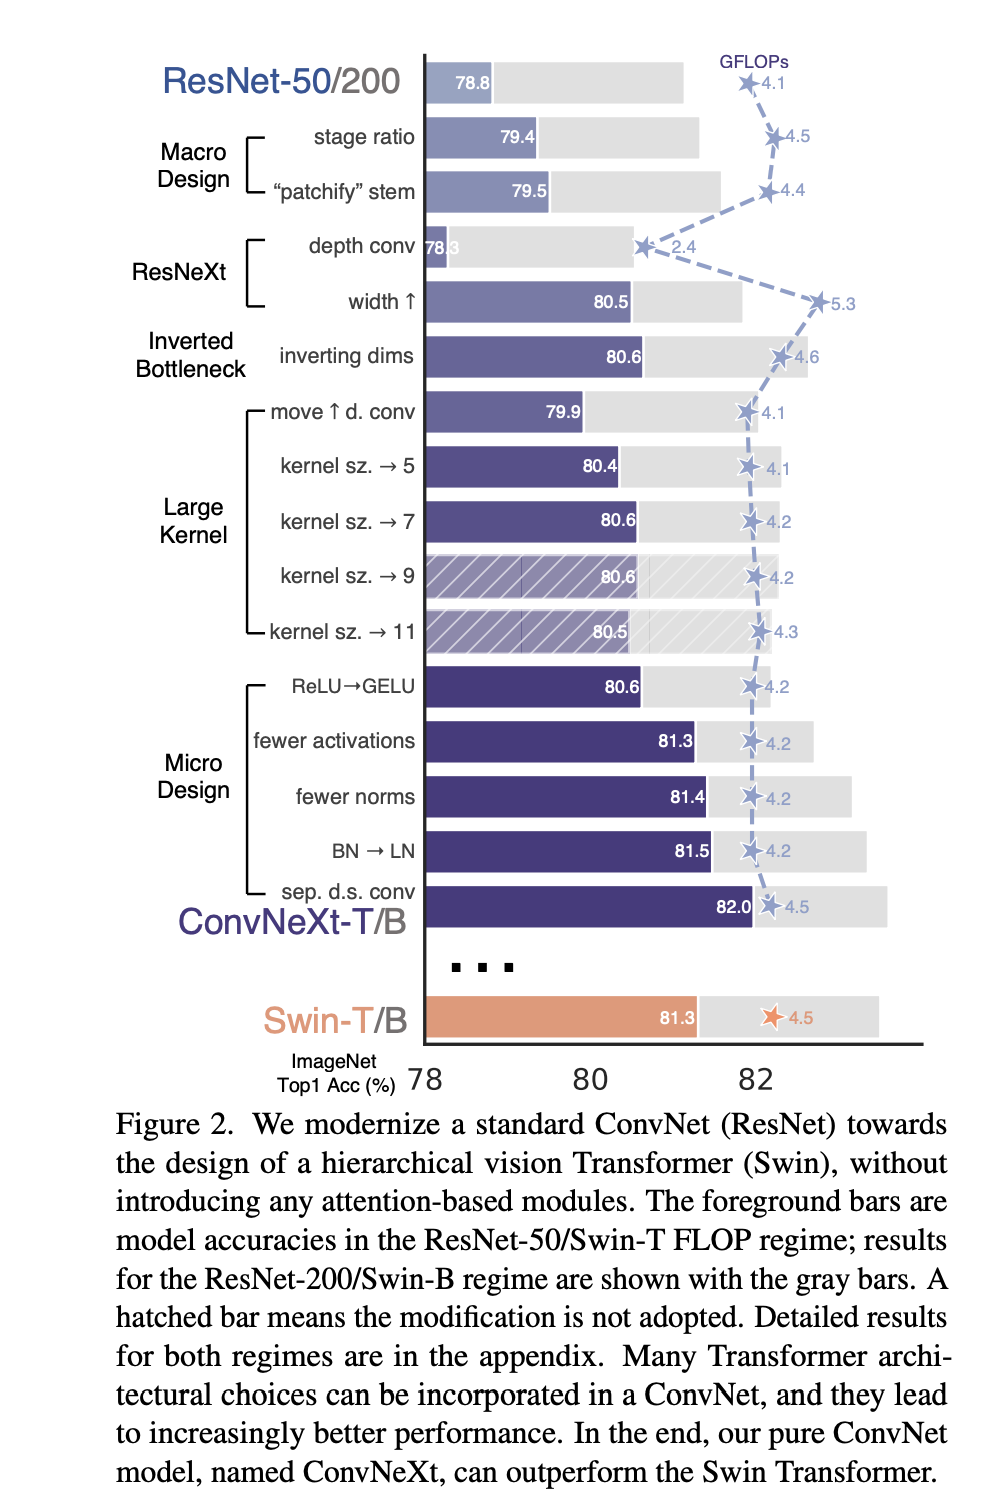 GFLOPs
ResNet-50/200 78.8 4.1
stage ratio 79.4 4.5
Macro
Design
“patchify” stem 79.5 4.4
depth conv 78.3 2.4
ResNeXt
width ↑ 80.5 5.3
Inverted
Bottleneck
inverting dims 80.6 4.6
move ↑ d. conv 79.9 4.1
kernel sz. → 5 80.4 4.1
Large
Kernel
kernel sz. → 7 80.6 4.2
kernel sz. → 9 80.6 4.2
kernel sz. → 11 80.5 4.3
ReLU→GELU 80.6 4.2
fewer activations 81.3 4.2
Micro
Design
fewer norms 81.4 4.2
BN → LN 81.5 4.2
sep. d.s. conv
ConvNeXt-T/B 82.0 4.5
...
Swin-T/B 81.3 4.5
ImageNet
Top1 Acc (%) 78 80 82
Figure 2. We modernize a standard ConvNet (ResNet) towards
the design of a hierarchical vision Transformer (Swin), without
introducing any attention-based modules. The foreground bars are
model accuracies in the ResNet-50/Swin-T FLOP regime; results
for the ResNet-200/Swin-B regime are shown with the gray bars. A
hatched bar means the modification is not adopted. Detailed results
for both regimes are in the appendix. Many Transformer archi-
tectural choices can be incorporated in a ConvNet, and they lead
to increasingly better performance. In the end, our pure ConvNet
model, named ConvNeXt, can outperform the Swin Transformer.